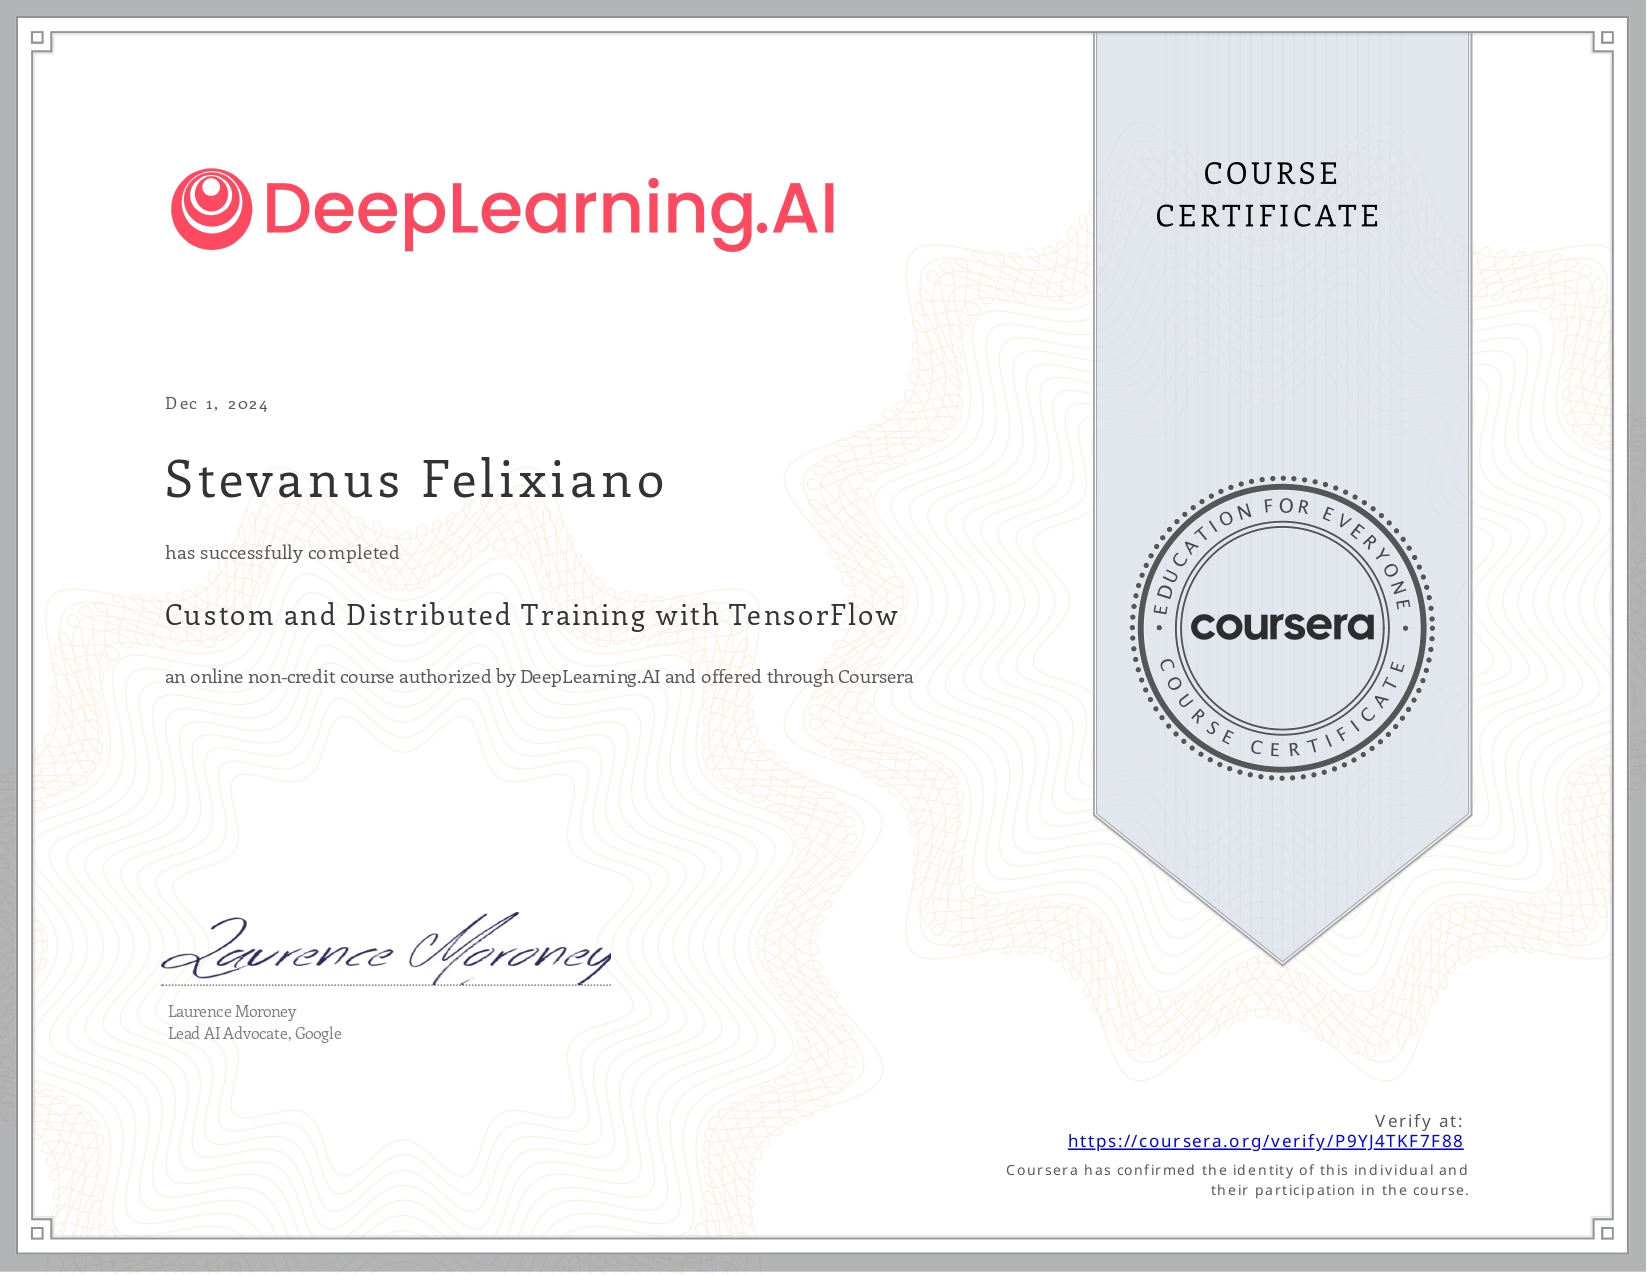 DeepLearning.AI
COURSE
CERTIFICATE
Dec 1, 2024
Stevanus Felixiano
has successfully completed
Custom and Distributed Training with TensorFlow
an online non-credit course authorized by DeepLearning.AI and offered through Coursera
EDUCATION FOR EVERYONE
coursera
COURSE CERTIFICATE
Laurence Moroney
Laurence Moroney
Lead AI Advocate, Google
Verify at:
https://coursera.org/verify/P9YJ4TKF7F88
Coursera has confirmed the identity of this individual and
their participation in the course.